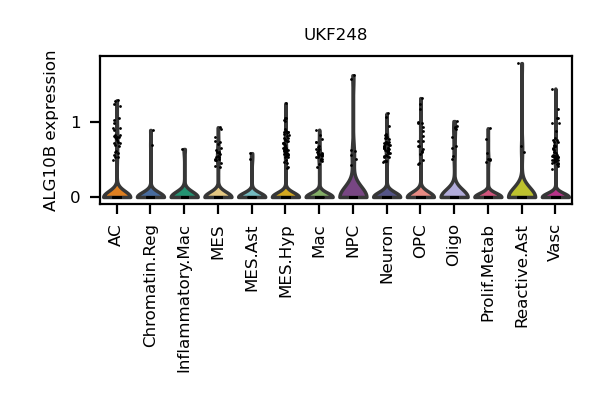 UKF248
ALG10B expression
1
0
AC
Chromatin.Reg
Inflammatory.Mac
MES
MES.Ast
MES.Hyp
Mac
NPC
Neuron
OPC
Oligo
Prolif.Metab
Reactive.Ast
Vasc